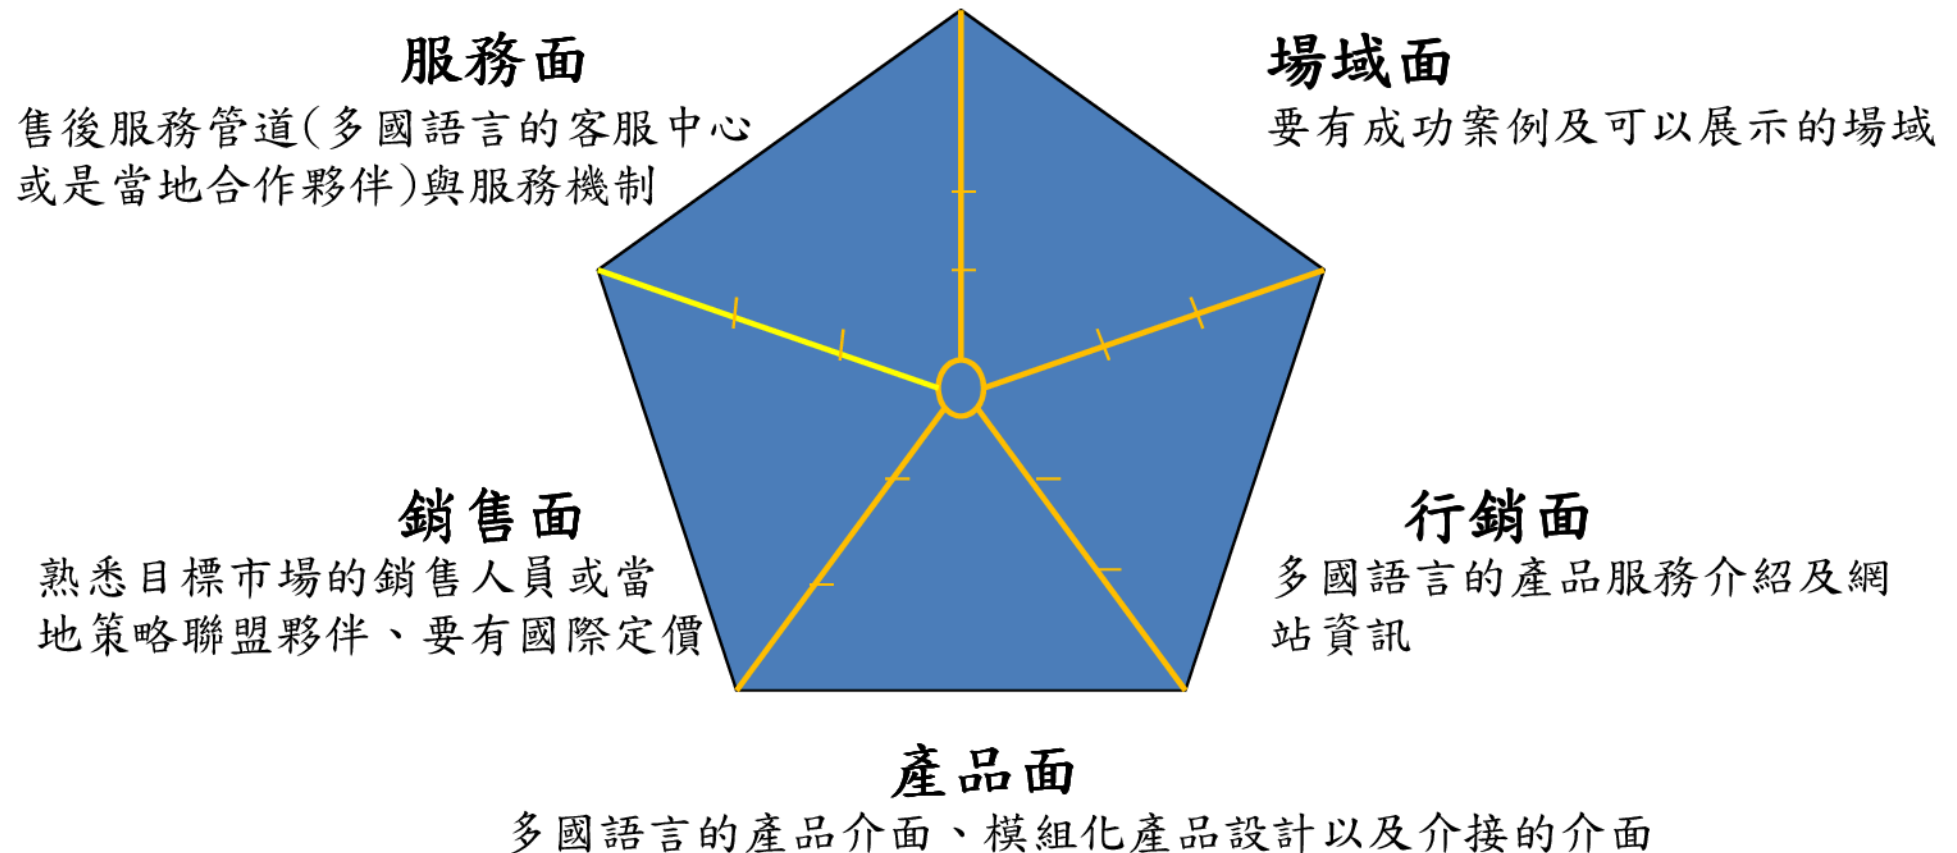 服務面
售後服務管道(多國語言的客服中心
或是當地合作夥伴)與服務機制
場域面
要有成功案例及可以展示的場域
銷售面
熟悉目標市場的銷售人員或當
地策略聯盟夥伴、要有國際定價
行銷面
多國語言的產品服務介紹及網
站資訊
產品面
多國語言的產品介面、模組化產品設計以及介接的介面